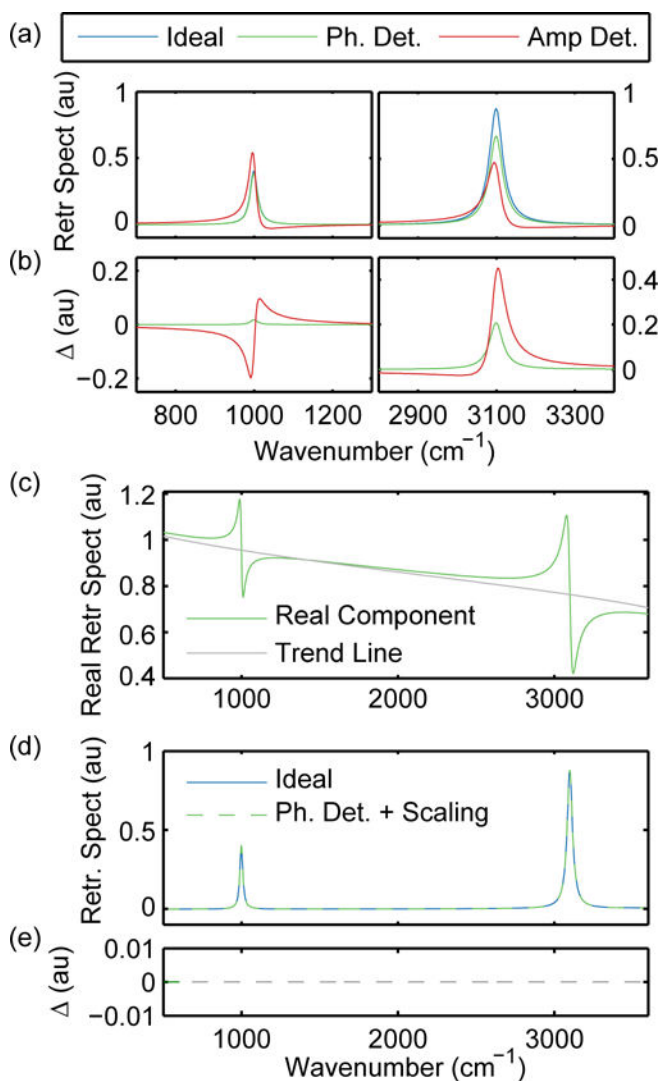 (a)
Ideal Ph. Det. Amp Det.
Retr Spect (au)
1
0.5
0
1
0.5
0
(b)
Δ (au)
0.2
0
−0.2
0.4
0.2
0
800 1000 1200 2900 3100 3300
Wavenumber (cm⁻¹)
(c)
Real Retr Spect (au)
1.2
1
0.8
0.6
0.4
Real Component
Trend Line
1000 2000 3000
(d)
Retr. Spect (au)
1
0.5
0
Ideal
Ph. Det. + Scaling
(e)
Δ (au)
0.01
0
−0.01
1000 2000 3000
Wavenumber (cm⁻¹)